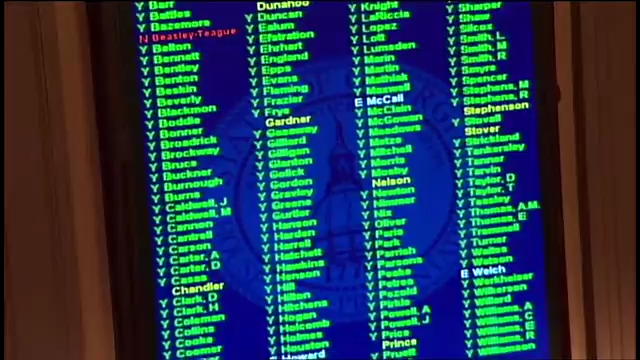 Y Barr
Y Battles
Y Bazemore
N Beasley-Teague
Y Belton
Y Bennett
Y Bentley
Y Benton
Y Beskin
Y Beverly
Y Blackmon
Y Boddie
Y Bonner
Y Broadrick
Y Brockway
Y Bruce
Y Buckner
Y Burnough
Y Burns
Y Caldwell, J
Y Caldwell, M
Y Cannon
Y Cantrell
Y Carson
Y Carter, A
Y Carter, D
Y Casas
Chandler
Y Clark, D
Y Clark, H
Y Coleman
Y Collins
Y Cooke
Y Coomer
Dunahoo
Y Duncan
Y Ealum
Y Efstration
Y Ehrhart
Y England
Y Epps
Y Evans
Y Fleming
Y Frazier
Y Frye
Gardner
Y Gasaway
Y Gilliard
Y Gilligan
Y Glanton
Y Golick
Y Gordon
Y Gravley
Y Greene
Y Gurtler
Y Hanson
Y Harden
Y Harrell
Y Hatchett
Y Hawkins
Y Henson
Y Hill
Y Hilton
Y Hitchens
Y Hogan
Y Holcomb
Y Holmes
Y Houston
E Howard
Y Knight
Y LaRiccia
Y Lopez
Y Lott
Y Lumsden
Y Marin
Y Martin
Y Mathiak
Y Maxwell
E McCall
Y McClain
Y McGowan
Y Meadows
Y Metze
Y Mitchell
Y Morris
Y Mosby
Nelson
Y Newton
Y Nimmer
Y Nix
Y Oliver
Y Paris
Y Park
Y Parrish
Y Parsons
Y Peake
Y Petrea
Y Pezold
Y Pirkle
Y Powell, A
Y Powell, J
Y Price
Prince
Y Pruett
Y Sharper
Y Shaw
Y Silcox
Y Smith, L
Y Smith, M
Y Smith, R
Y Smyre
Y Spencer
Y Stephens, M
Y Stephens, R
Stephenson
Y Stovall
Stover
Y Strickland
Y Tankersley
Y Tanner
Y Tarvin
Y Taylor, D
Y Taylor, T
Y Teasley
Y Thomas, A.M.
Y Thomas, E
Y Trammell
Y Turner
Y Wallas
Y Watson
E Welch
Y Werkheiser
Y Wilkerson
Y Willard
Y Williams, A
Y Williams, C
Y Williams, E
Y Williams, R
Y Williamson